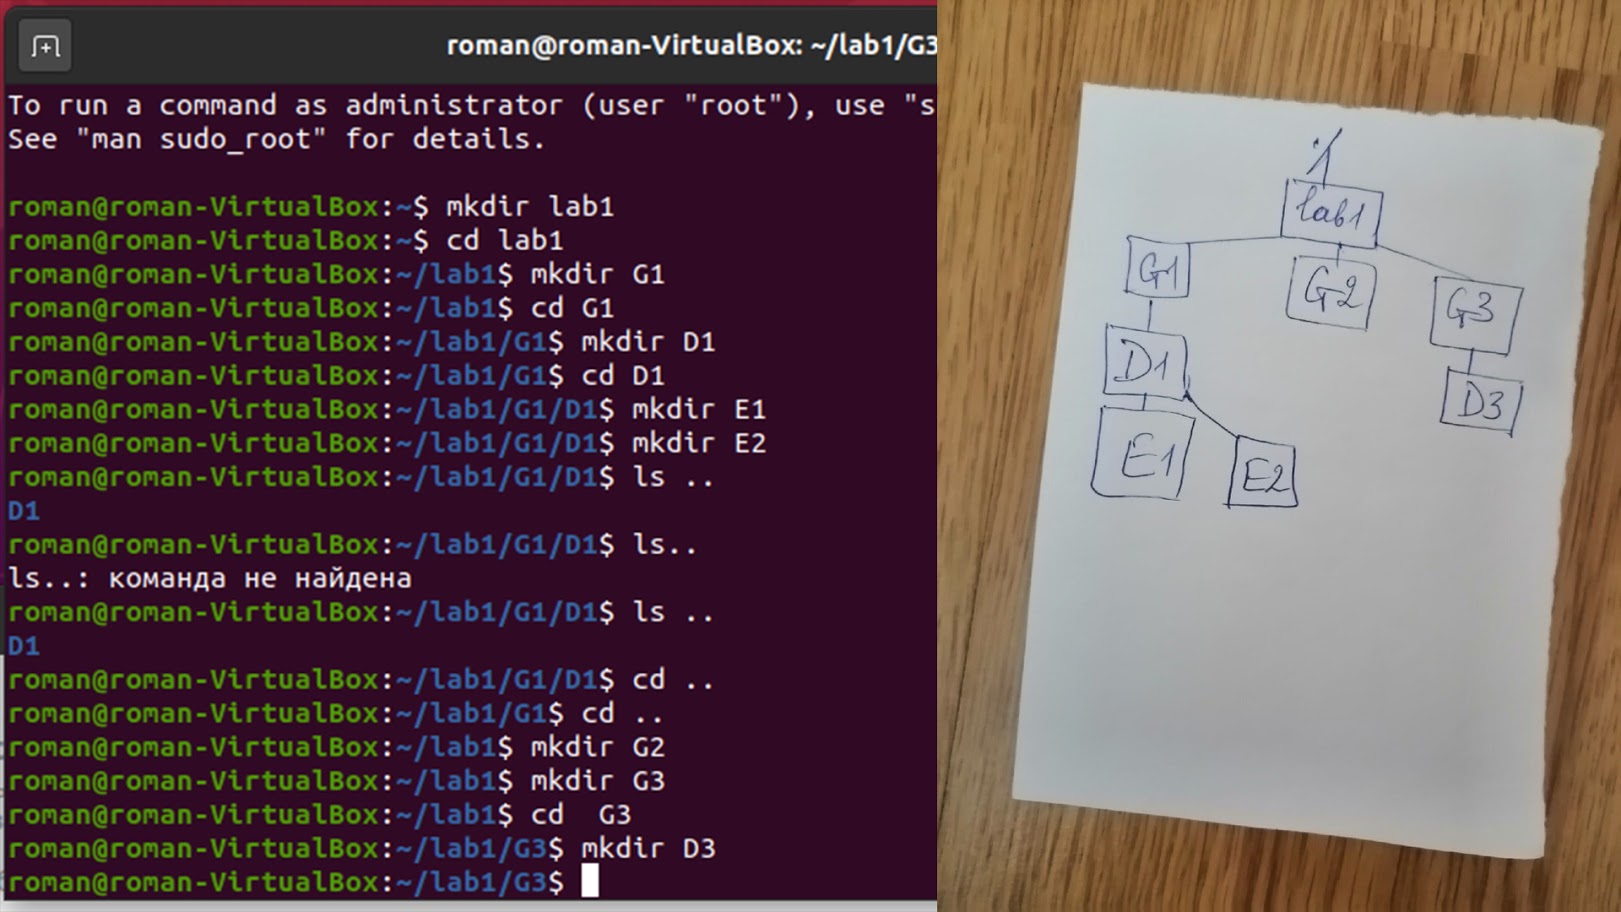 roman@roman-VirtualBox: ~/lab1/G3
To run a command as administrator (user "root"), use "s
See "man sudo_root" for details.
roman@roman-VirtualBox:~$ mkdir lab1
roman@roman-VirtualBox:~$ cd lab1
roman@roman-VirtualBox:~/lab1$ mkdir G1
roman@roman-VirtualBox:~/lab1$ cd G1
roman@roman-VirtualBox:~/lab1/G1$ mkdir D1
roman@roman-VirtualBox:~/lab1/G1$ cd D1
roman@roman-VirtualBox:~/lab1/G1/D1$ mkdir E1
roman@roman-VirtualBox:~/lab1/G1/D1$ mkdir E2
roman@roman-VirtualBox:~/lab1/G1/D1$ ls ..
D1
roman@roman-VirtualBox:~/lab1/G1/D1$ ls..
ls..: команда не найдена
roman@roman-VirtualBox:~/lab1/G1/D1$ ls ..
D1
roman@roman-VirtualBox:~/lab1/G1/D1$ cd ..
roman@roman-VirtualBox:~/lab1/G1$ cd ..
roman@roman-VirtualBox:~/lab1$ mkdir G2
roman@roman-VirtualBox:~/lab1$ mkdir G3
roman@roman-VirtualBox:~/lab1$ cd  G3
roman@roman-VirtualBox:~/lab1/G3$ mkdir D3
roman@roman-VirtualBox:~/lab1/G3$
lab1
G1 G2 G3
D1 D3
E1 E2